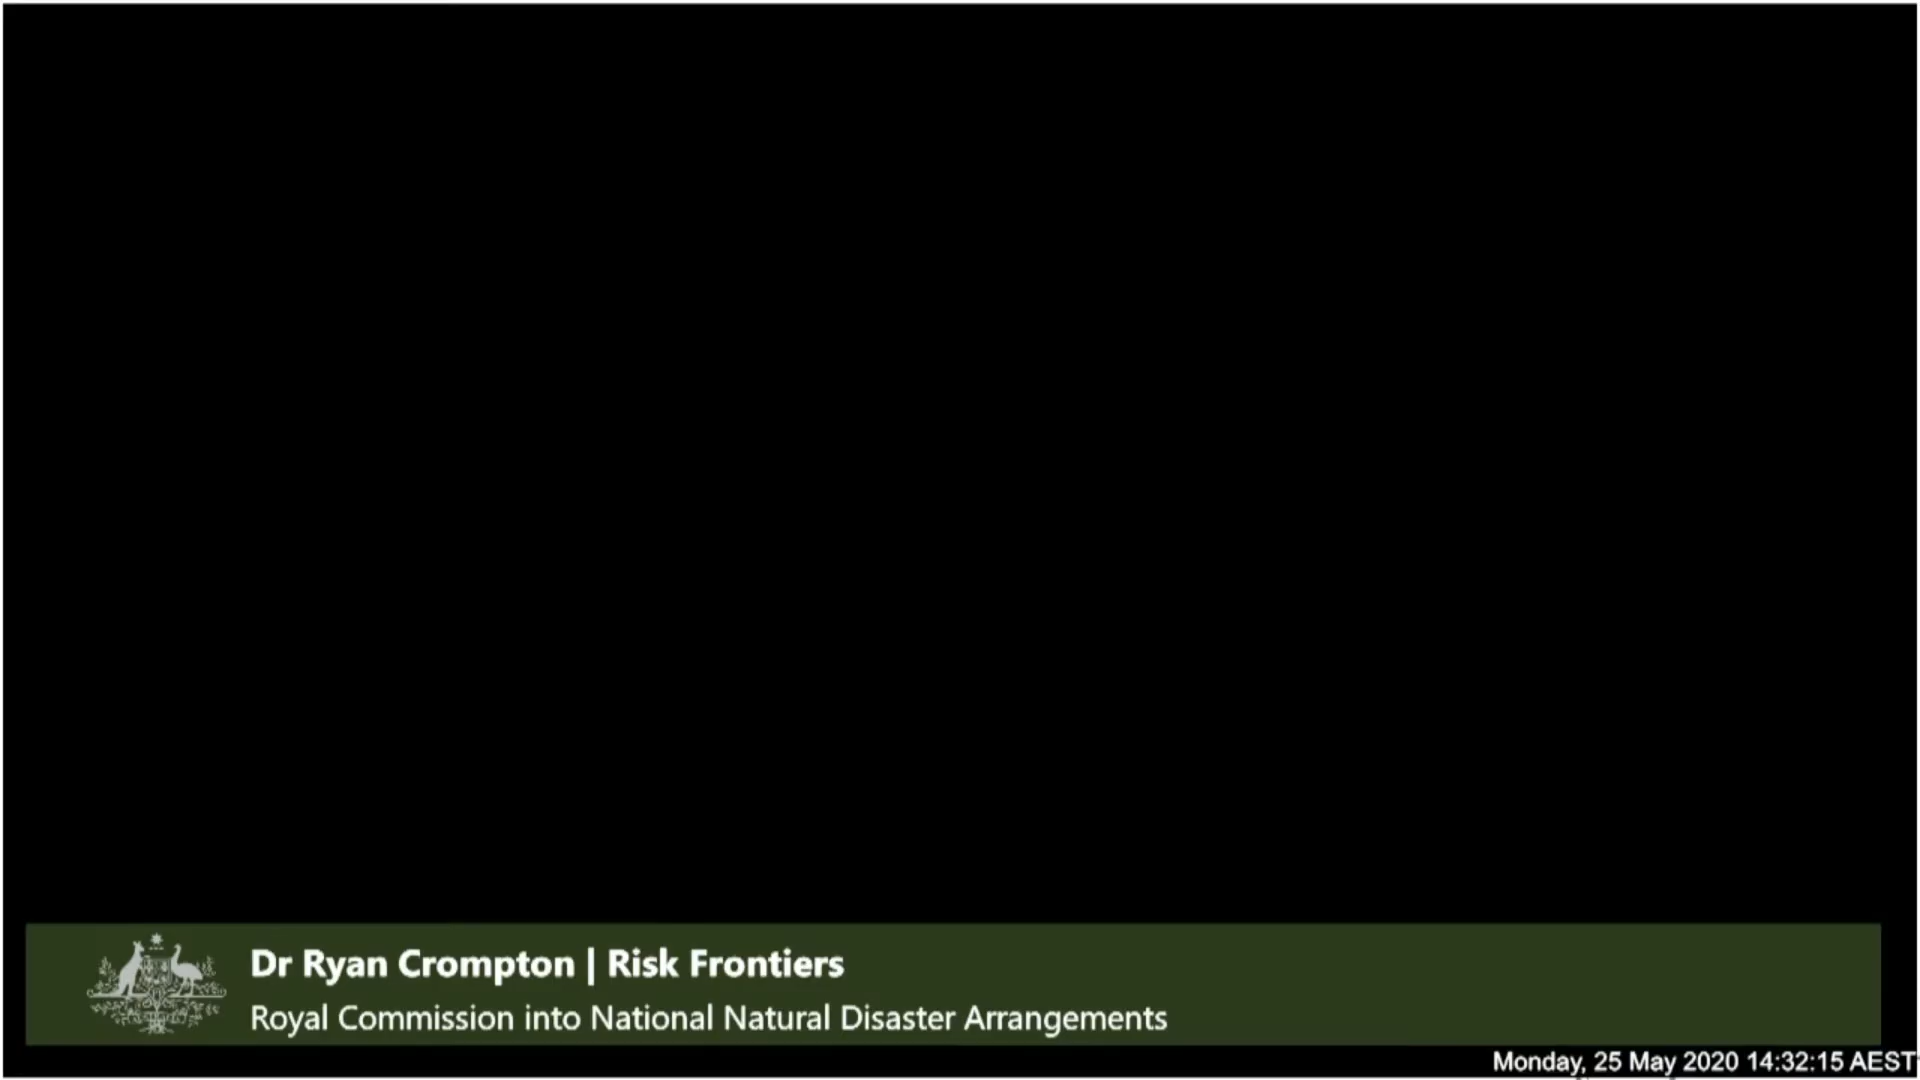 Dr Ryan Crompton | Risk Frontiers
Royal Commission into National Natural Disaster Arrangements
Monday, 25 May 2020 14:32:15 AEST